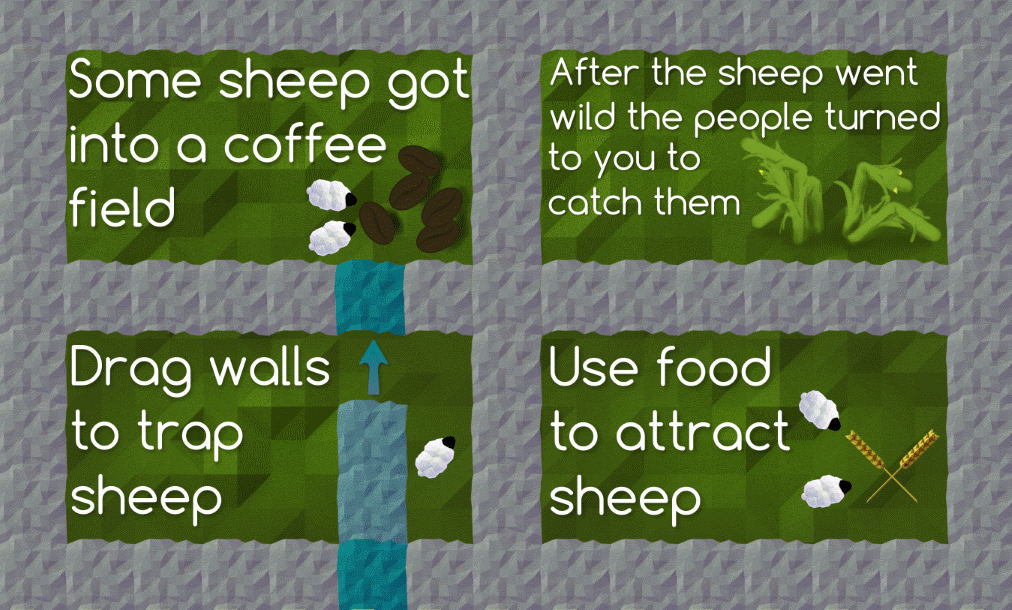 Some sheep got
into a coffee
field
After the sheep went
wild the people turned
to you to
catch them
Drag walls
to trap
sheep
Use food
to attract
sheep